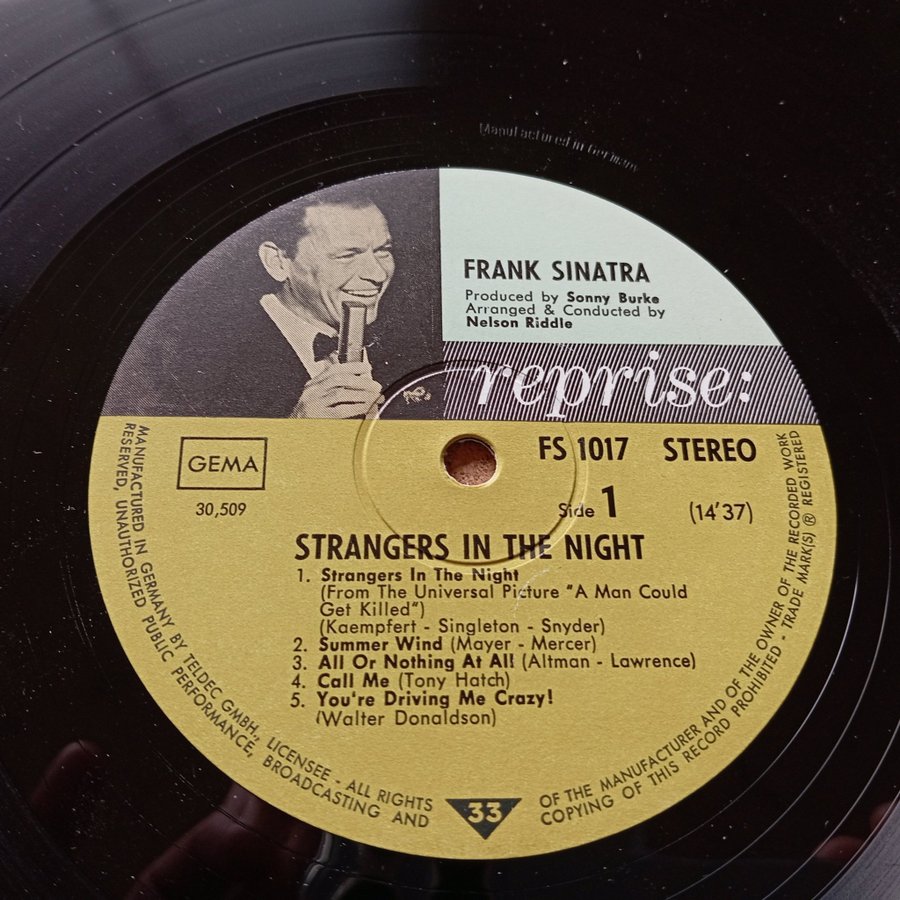 Manufactured in Germany
FRANK SINATRA
Produced by Sonny Burke
Arranged & Conducted by
Nelson Riddle
reprise:
GEMA
30,509
FS 1017 STEREO
Side 1 (14'37)
STRANGERS IN THE NIGHT
1. Strangers In The Night
(From The Universal Picture "A Man Could
Get Killed")
(Kaempfert - Singleton - Snyder)
2. Summer Wind (Mayer - Mercer)
3. All Or Nothing At All (Altman - Lawrence)
4. Call Me (Tony Hatch)
5. You're Driving Me Crazy!
(Walter Donaldson)
MANUFACTURED IN GERMANY BY TELDEC GMBH., LICENSEE - ALL RIGHTS
RESERVED, UNAUTHORIZED PUBLIC PERFORMANCE, BROADCASTING AND
33
OF THE MANUFACTURER AND OF THE OWNER OF THE RECORDED WORK
COPYING OF THIS RECORD PROHIBITED - TRADE MARK(S) ® REGISTERED